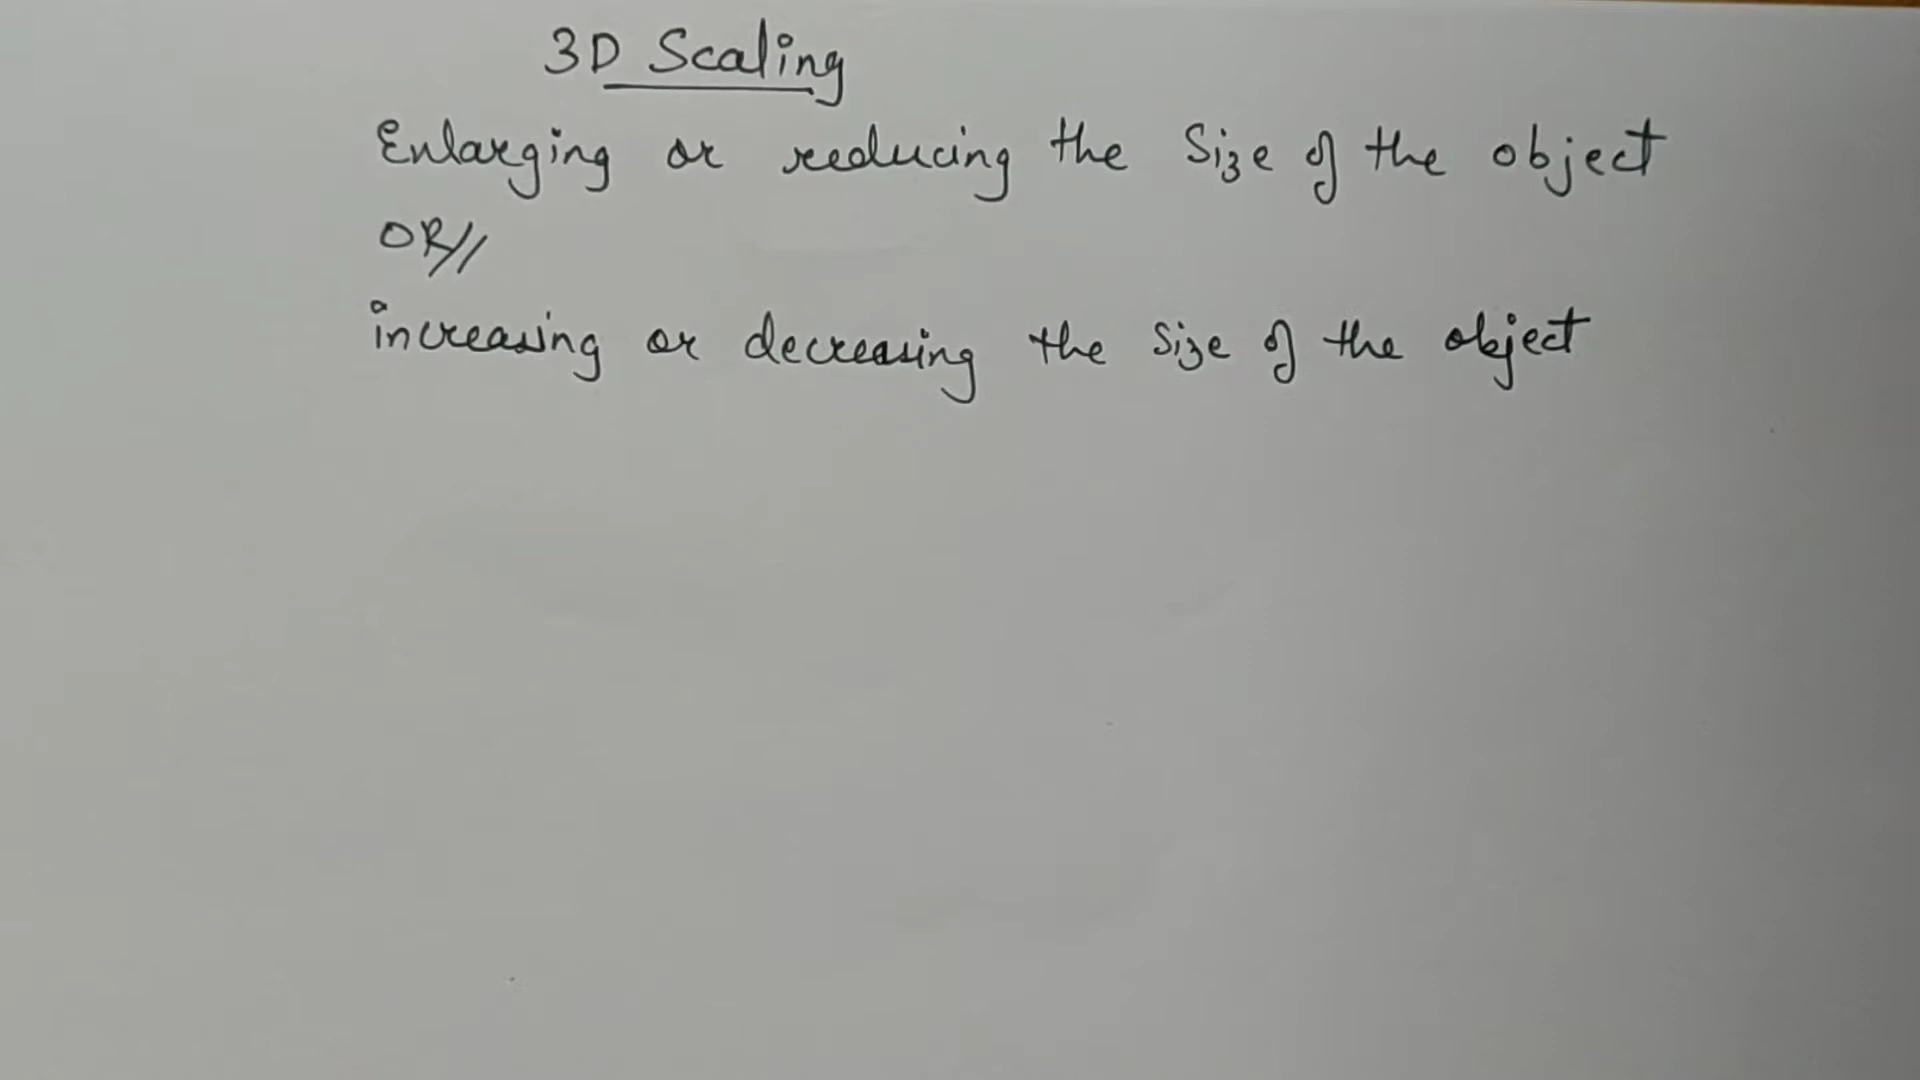 3D Scaling
Enlarging or reducing the Size of the object
OR//
increasing or decreasing the size of the object